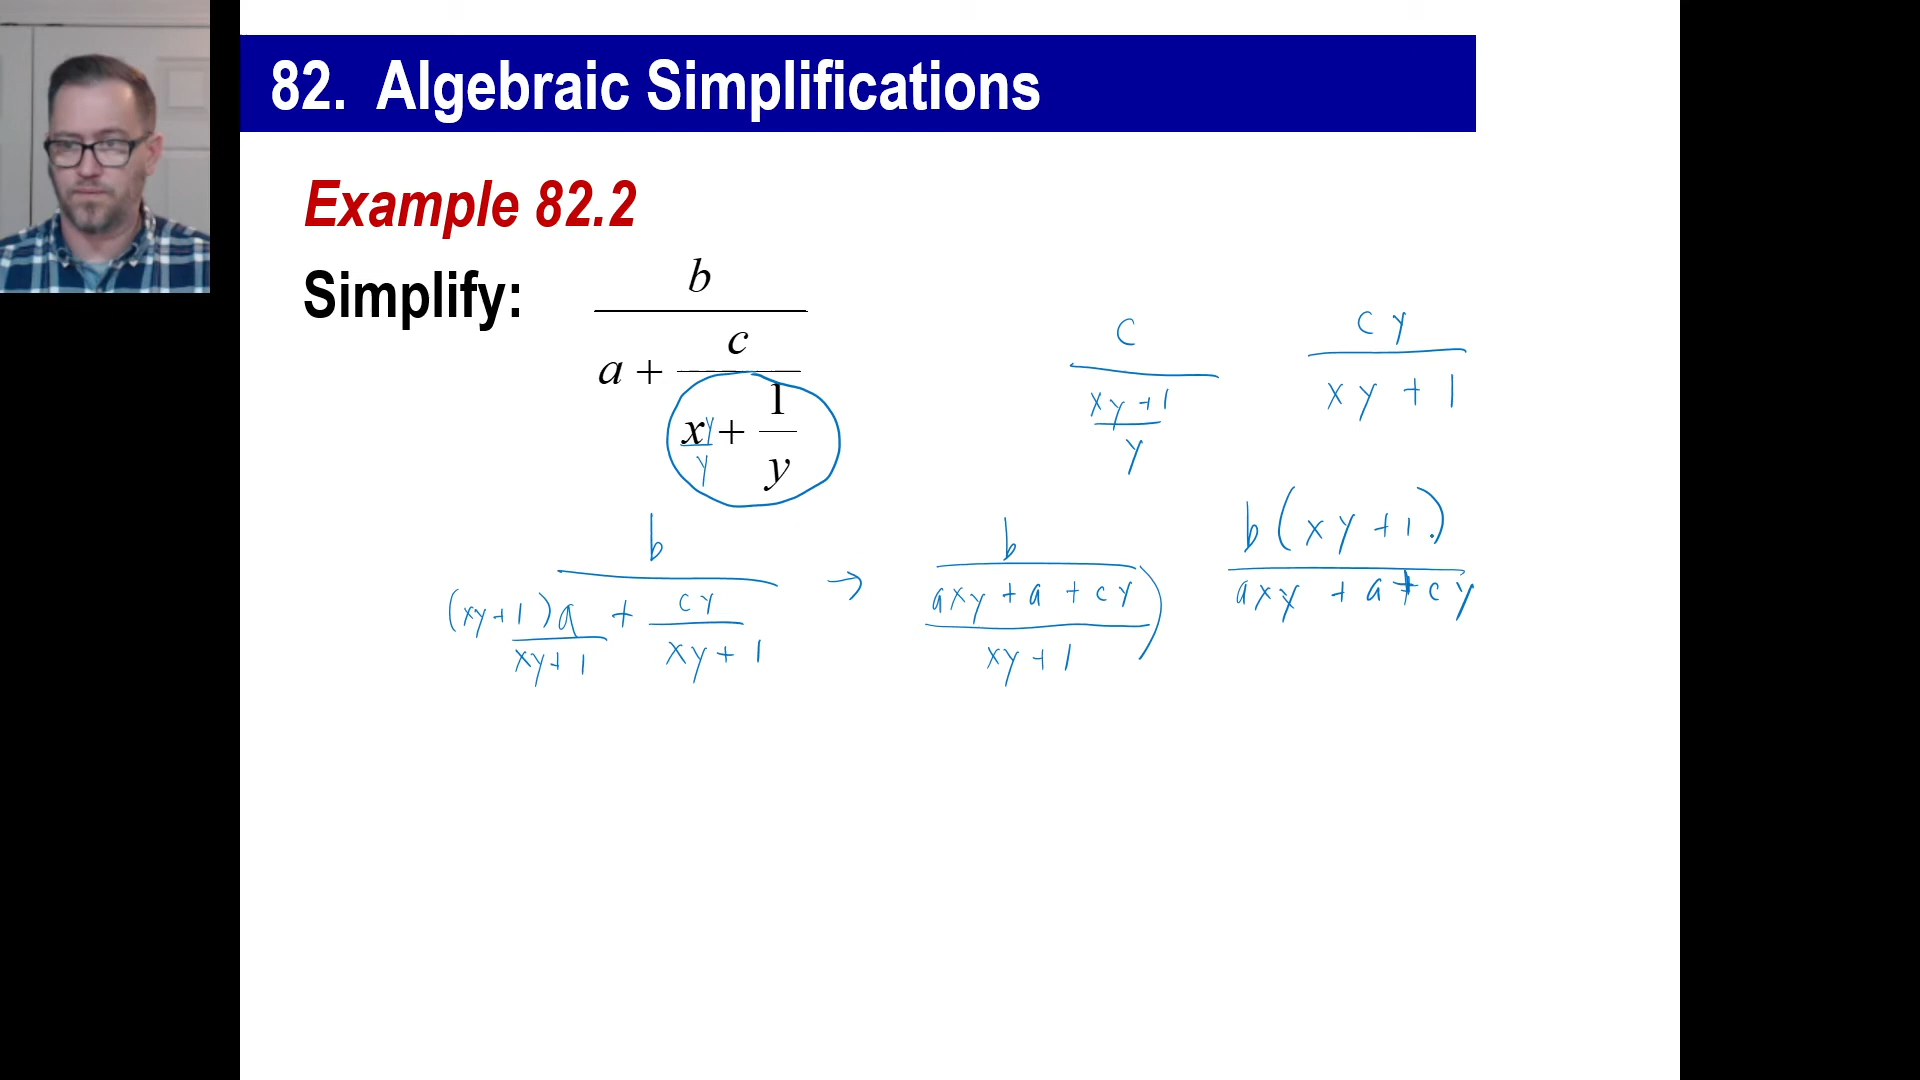 82. Algebraic Simplifications
Example 82.2
Simplify:
b
a + c
x + 1
y
y
y
c
xy+1
y
cy
xy + 1
b
(xy+1)a + cy
xy+1 xy + 1
→
b
axy + a + cy
xy + 1
b(xy+1)
axy + a + cy